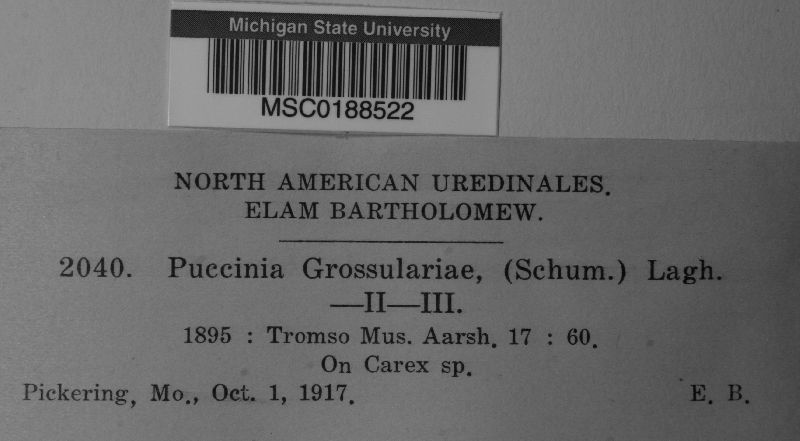 Michigan State University
MSC0188522
NORTH AMERICAN UREDINALES.
ELAM BARTHOLOMEW.
2040. Puccinia Grossulariae, (Schum.) Lagh.
—II—III.
1895 : Tromso Mus. Aarsh. 17 : 60.
On Carex sp.
Pickering, Mo., Oct. 1, 1917. E. B.